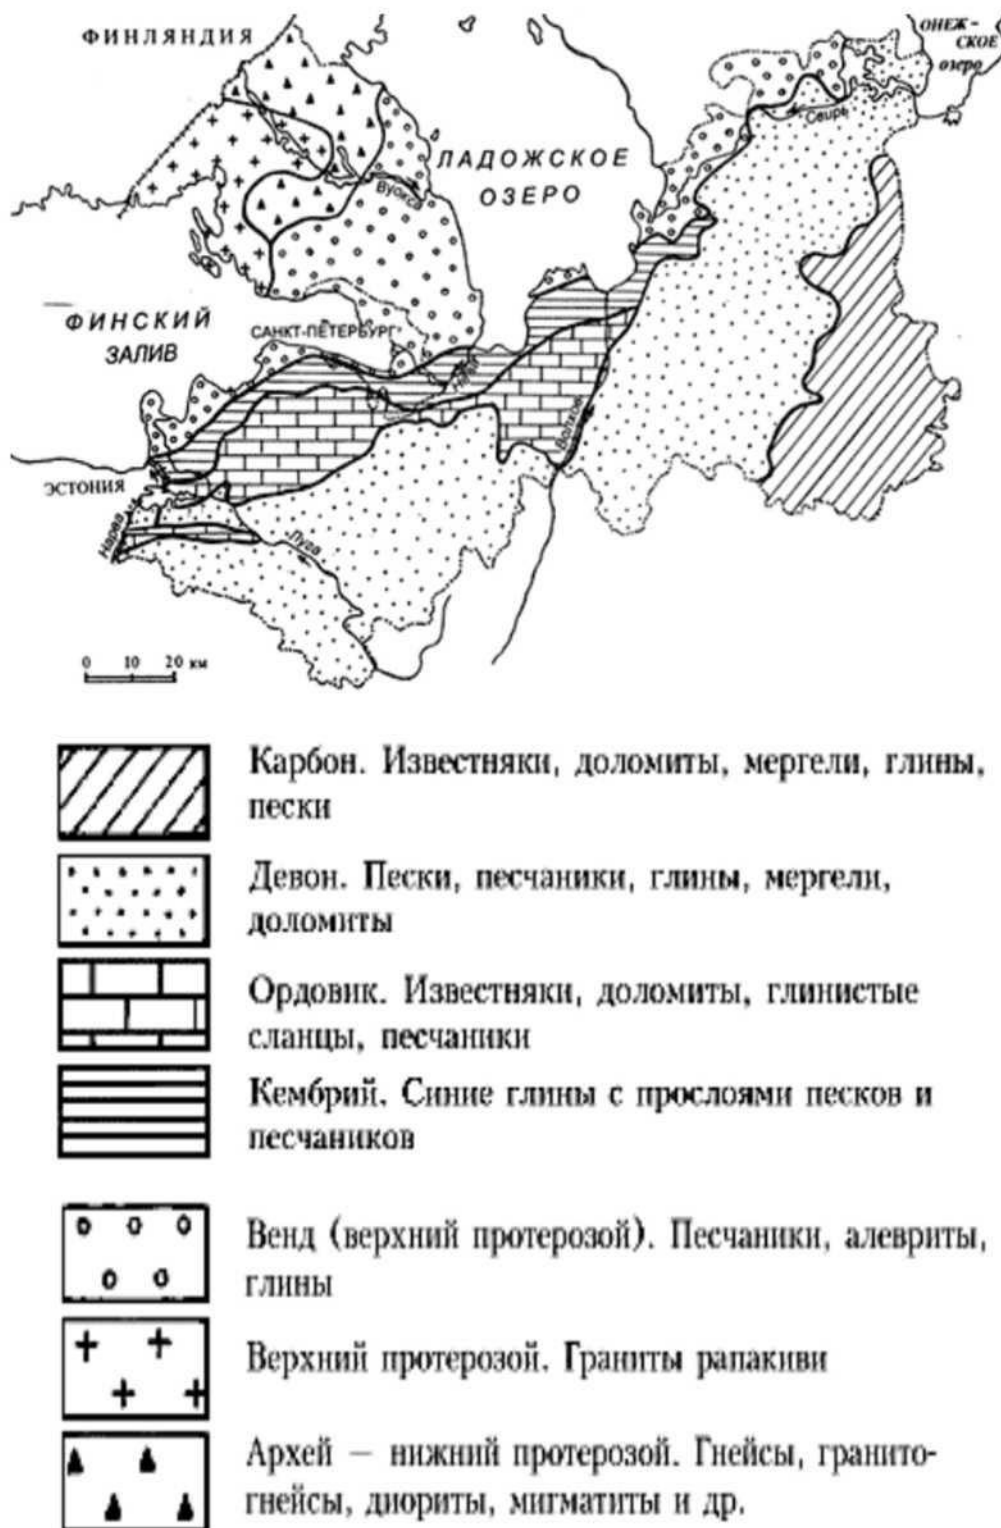 ФИНЛЯНДИЯ
ОНЕЖ-
СКОЕ
озеро
Свирь
ЛАДОЖСКОЕ
ОЗЕРО
Вуокса
ФИНСКИЙ
ЗАЛИВ
САНКТ-ПЕТЕРБУРГ
Нева
Волхов
ЭСТОНИЯ
Нарва
Луга
0 10 20 км
Карбон. Известняки, доломиты, мергели, глины,
пески
Девон. Пески, песчаники, глины, мергели,
доломиты
Ордовик. Известняки, доломиты, глинистые
сланцы, песчаники
Кембрий. Синие глины с прослоями песков и
песчаников
Венд (верхний протерозой). Песчаники, алевриты,
глины
Верхний протерозой. Граниты рапакиви
Архей – нижний протерозой. Гнейсы, гранито-
гнейсы, диориты, мигматиты и др.